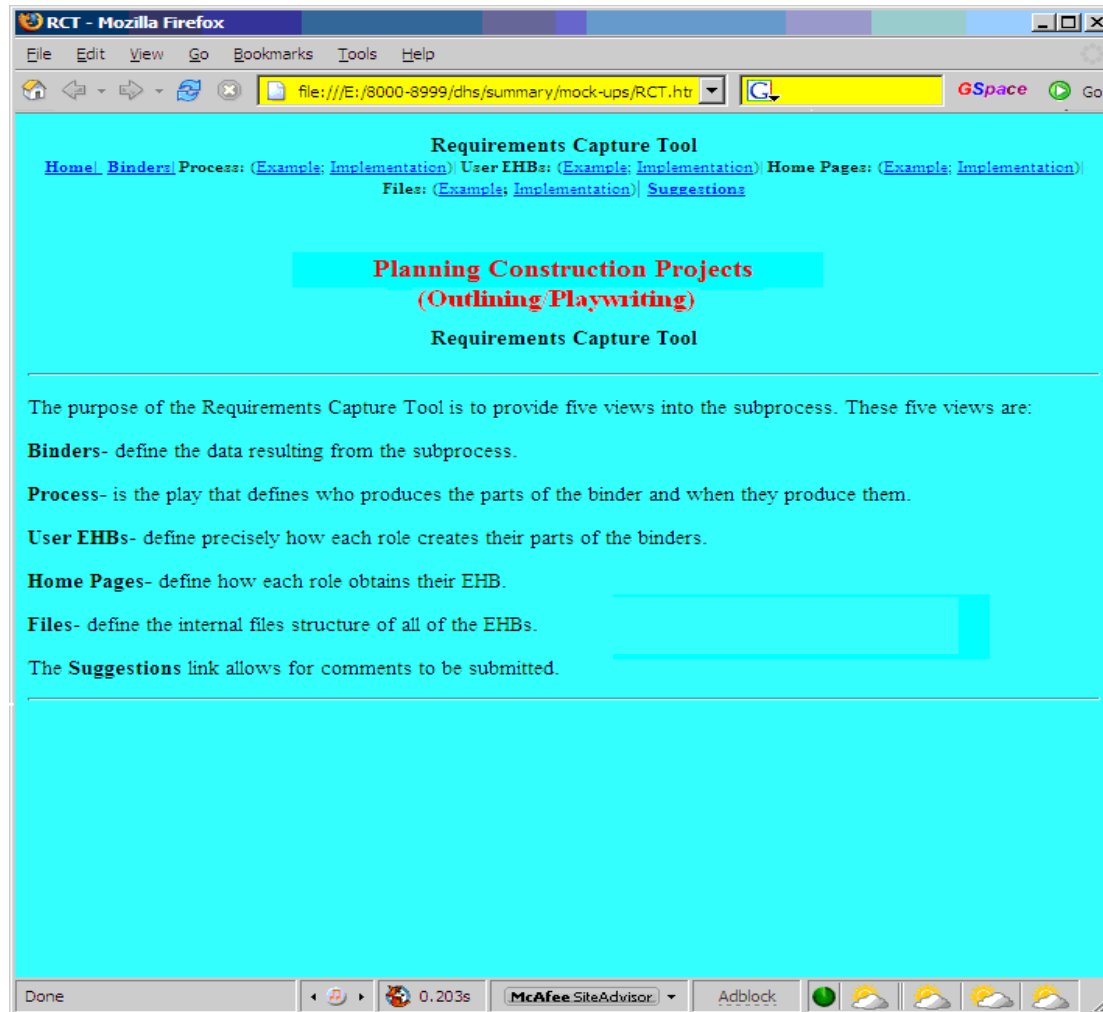 RCT - Mozilla Firefox
File Edit View Go Bookmarks Tools Help
file:///E:/8000-8999/dhs/summary/mock-ups/RCT.htr G GSpace Go
Requirements Capture Tool
Home| Binders| Process: (Example; Implementation)| User EHBs: (Example; Implementation)| Home Pages: (Example; Implementation)|
Files: (Example; Implementation)| Suggestions
Planning Construction Projects
(Outlining/Playwriting)
Requirements Capture Tool
The purpose of the Requirements Capture Tool is to provide five views into the subprocess. These five views are:
Binders- define the data resulting from the subprocess.
Process- is the play that defines who produces the parts of the binder and when they produce them.
User EHBs- define precisely how each role creates their parts of the binders.
Home Pages- define how each role obtains their EHB.
Files- define the internal files structure of all of the EHBs.
The Suggestions link allows for comments to be submitted.
Done 0.203s McAfee SiteAdvisor Adblock